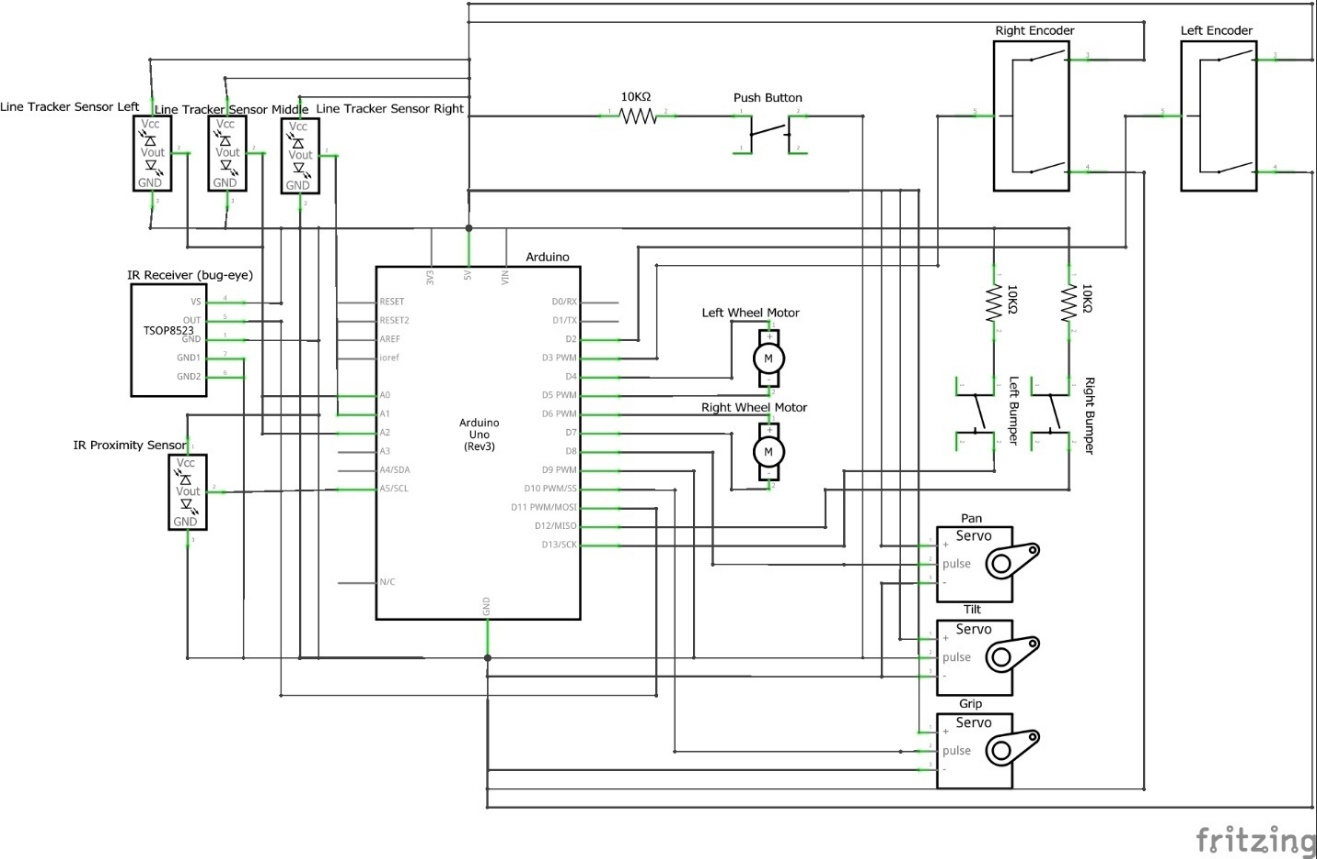 Right Encoder
Left Encoder
10KΩ
Push Button
Line Tracker Sensor Left
Line Tracker Sensor Middle
Line Tracker Sensor Right
Vcc
Vout
GND
Vcc
Vout
GND
Vcc
Vout
GND
Arduino
3V3
5V
VIN
IR Receiver (bug-eye)
TSOP8523
VS
OUT
GND
GND1
GND2
RESET
RESET2
AREF
ioref
A0
A1
A2
A3
A4/SDA
A5/SCL
N/C
Arduino
Uno
(Rev3)
GND
D0/RX
D1/TX
D2
D3 PWM
D4
D5 PWM
D6 PWM
D7
D8
D9 PWM
D10 PWM/SS
D11 PWM/MOSI
D12/MISO
D13/SCK
Left Wheel Motor
+
M
Right Wheel Motor
+
M
10KΩ
10KΩ
Left Bumper
Right Bumper
IR Proximity Sensor
Vcc
Vout
GND
Pan
Servo
+
pulse
-
Tilt
Servo
+
pulse
-
Grip
Servo
+
pulse
-
fritzing